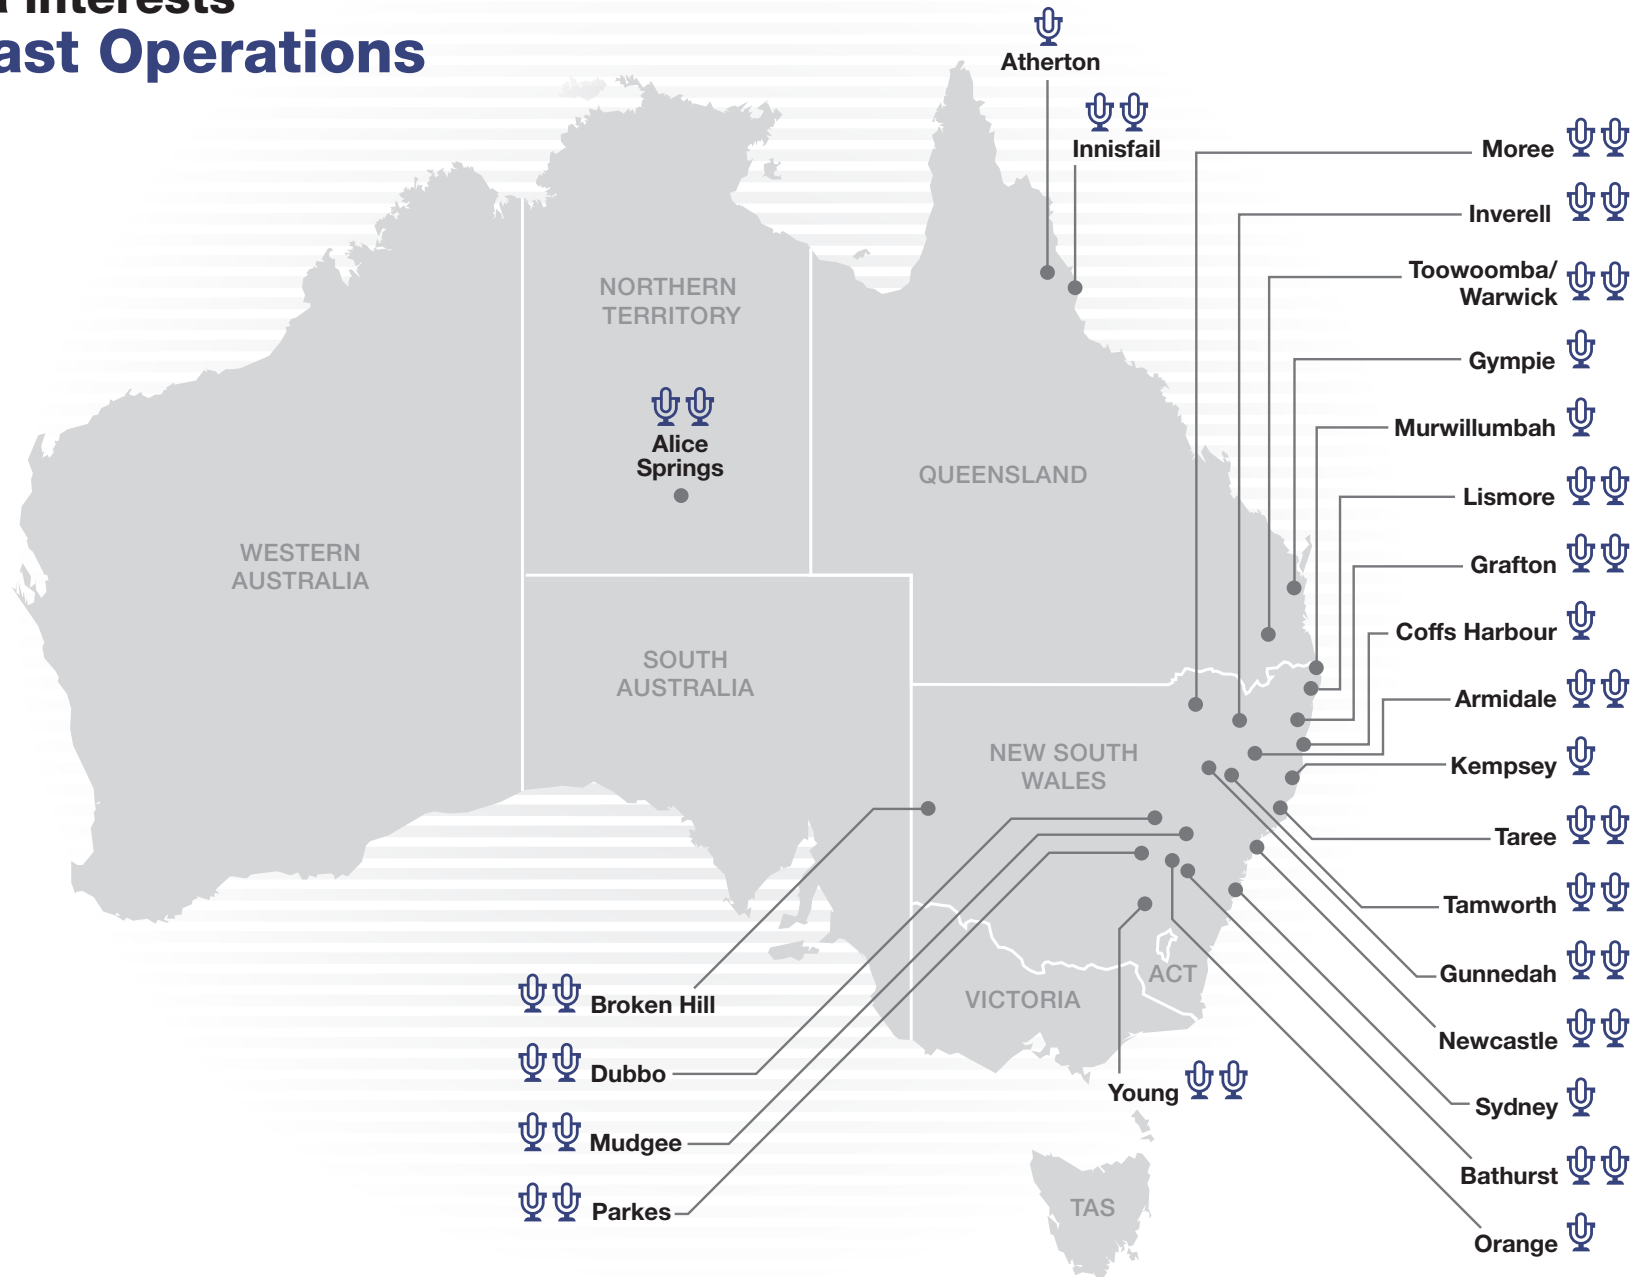 Interests
Operations
Atherton
Innisfail
Moree
Inverell
Toowoomba/
Warwick
Gympie
Murwillumbah
Lismore
Grafton
Coffs Harbour
Armidale
Kempsey
Taree
Tamworth
Gunnedah
Newcastle
Sydney
Bathurst
Orange
NORTHERN
TERRITORY
Alice
Springs
QUEENSLAND
WESTERN
AUSTRALIA
SOUTH
AUSTRALIA
NEW SOUTH
WALES
ACT
VICTORIA
Broken Hill
Dubbo
Mudgee
Parkes
Young
TAS